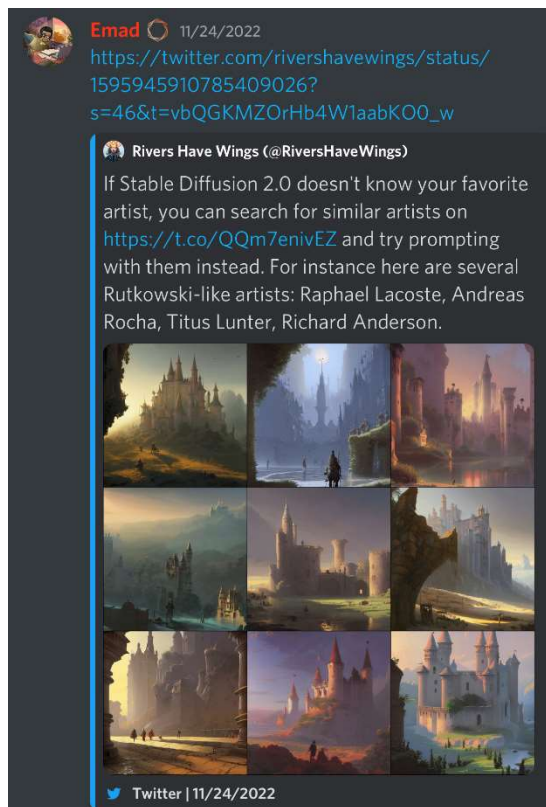 Emad 11/24/2022
https://twitter.com/rivershavewings/status/
1595945910785409026?
s=46&t=vbQGKMZOrHb4W1aabKO0_w
Rivers Have Wings (@RiversHaveWings)
If Stable Diffusion 2.0 doesn't know your favorite
artist, you can search for similar artists on
https://t.co/QQm7enivEZ and try prompting
with them instead. For instance here are several
Rutkowski-like artists: Raphael Lacoste, Andreas
Rocha, Titus Lunter, Richard Anderson.
Twitter | 11/24/2022